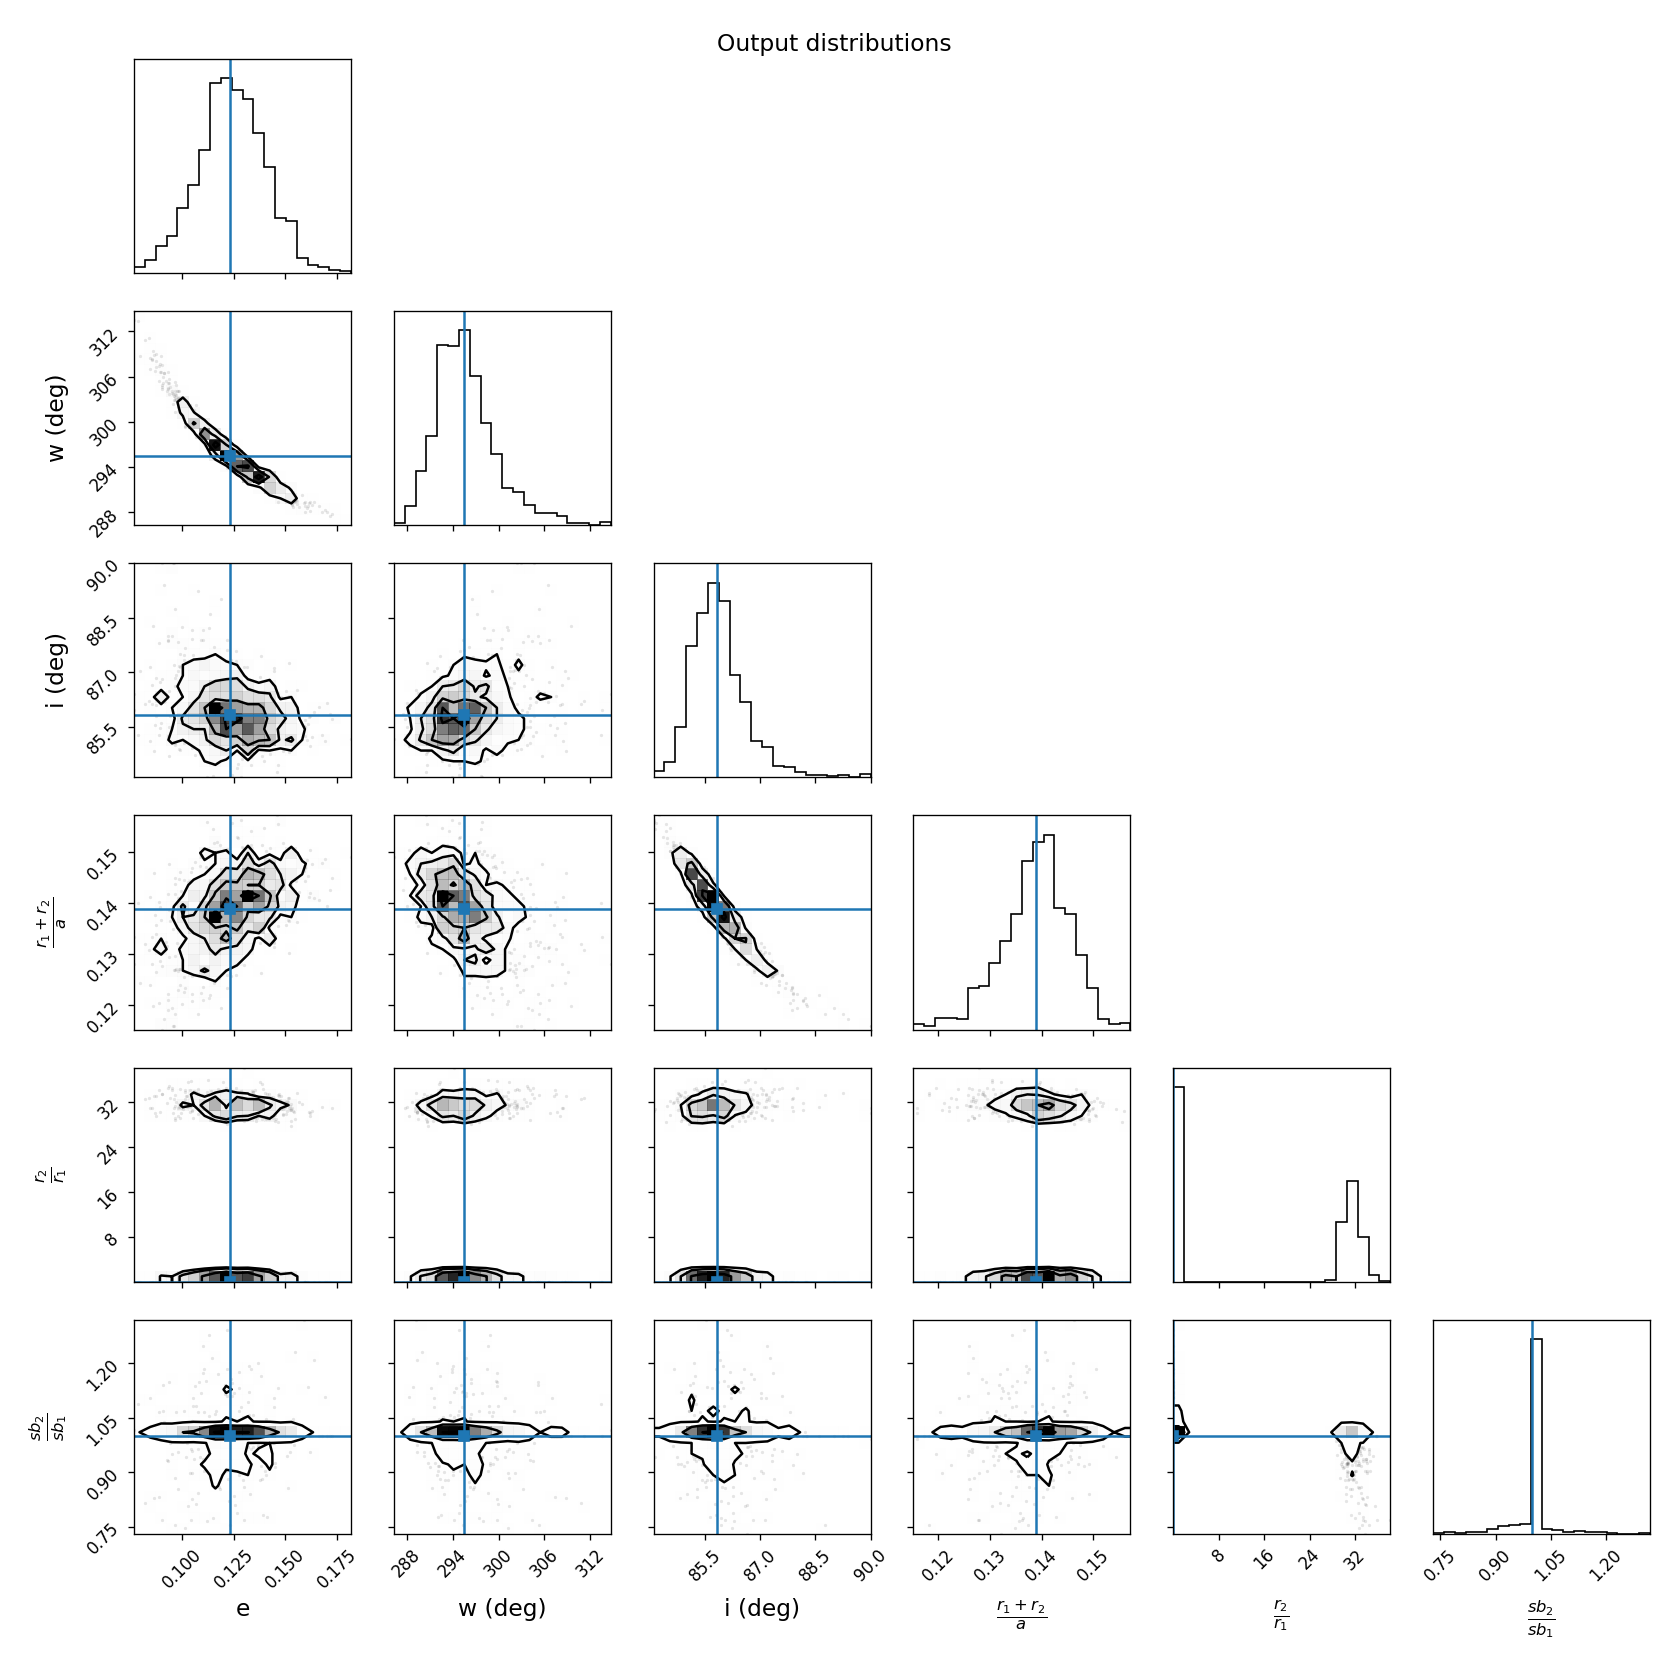 Output distributions
312
306
300
294
288
w (deg)
90.0
88.5
87.0
85.5
i (deg)
0.15
0.14
0.13
0.12
r₁ + r₂
a
32
24
16
8
r₂
r₁
1.20
1.05
0.90
0.75
sb₂
sb₁
0.100 0.125 0.150 0.175 288 294 300 306 312 85.5 87.0 88.5 90.0 0.12 0.13 0.14 0.15 8 16 24 32 0.75 0.90 1.05 1.20
e w (deg) i (deg) r₁ + r₂ / a r₂ / r₁ sb₂ / sb₁